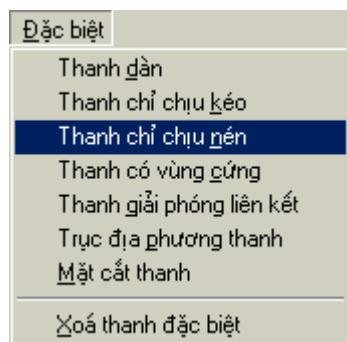 Đặc biệt
Thanh dàn
Thanh chỉ chịu kéo
Thanh chỉ chịu nén
Thanh có vùng cứng
Thanh giải phóng liên kết
Trục địa phương thanh
Mặt cắt thanh
Xoá thanh đặc biệt